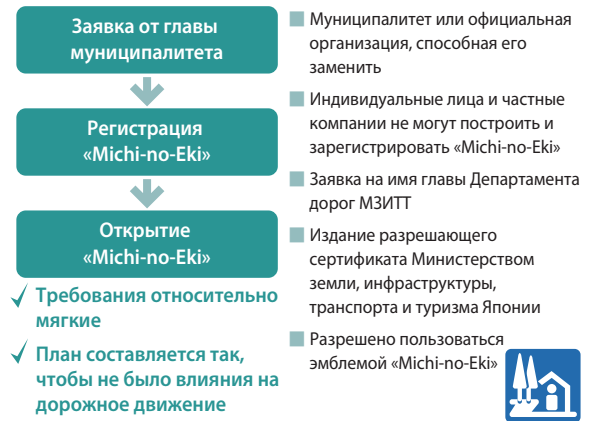 Заявка от главы
муниципалитета
Регистрация
«Michi-no-Eki»
Открытие
«Michi-no-Eki»
Требования относительно
мягкие
План составляется так,
чтобы не было влияния на
дорожное движение
Муниципалитет или официальная
организация, способная его
заменить
Индивидуальные лица и частные
компании не могут построить и
зарегистрировать «Michi-no-Eki»
Заявка на имя главы Департамента
дорог МЗИТТ
Издание разрешающего
сертификата Министерством
земли, инфраструктуры,
транспорта и туризма Японии
Разрешено пользоваться
эмблемой «Michi-no-Eki»